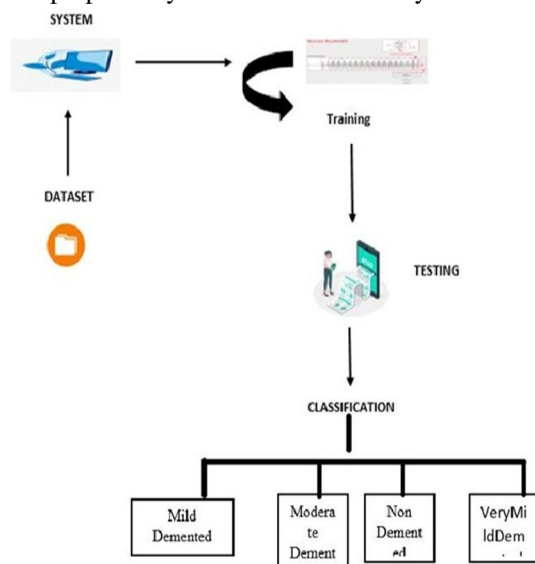 SYSTEM
Training
DATASET
TESTING
CLASSIFICATION
Mild
Demented
Modera
te
Dement
Non
Dement
ed
VeryMi
ldDem